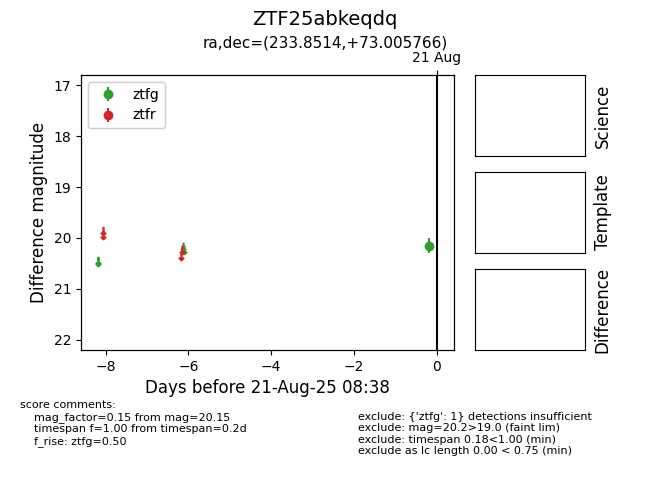 ZTF25abkeqdq
ra,dec=(233.8514,+73.005766)
21 Aug
ztfg
ztfr
17
18
19
20
21
22
Difference magnitude
−8
−6
−4
−2
0
Days before 21-Aug-25 08:38
Science
Template
Difference
score comments:
mag_factor=0.15 from mag=20.15
timespan f=1.00 from timespan=0.2d
f_rise: ztfg=0.50
exclude: {'ztfg': 1} detections insufficient
exclude: mag=20.2>19.0 (faint lim)
exclude: timespan 0.18<1.00 (min)
exclude as lc length 0.00 < 0.75 (min)